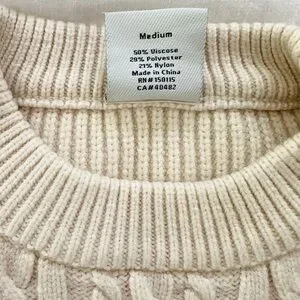 Medium
50% Viscose
29% Polyester
21% Nylon
Made in China
RN#150115
CA#40482